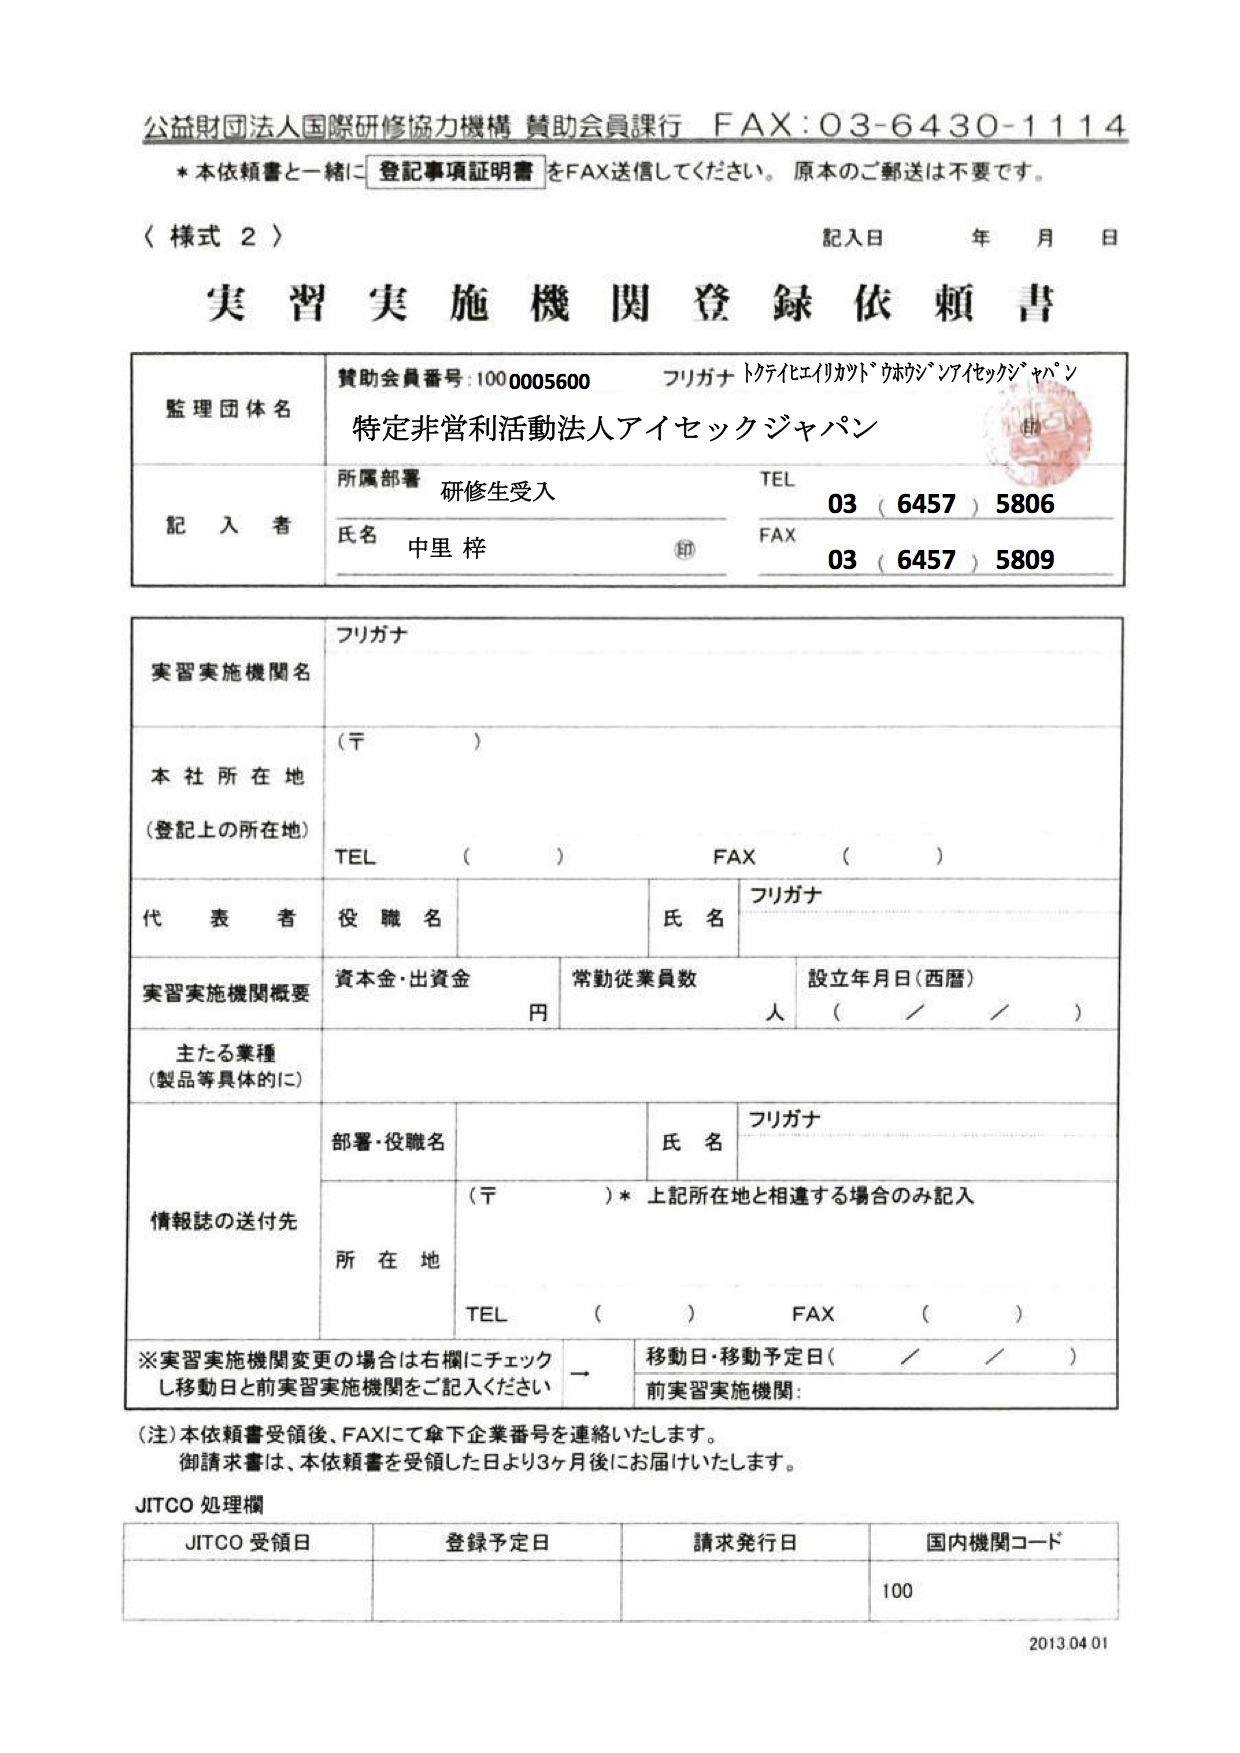 公益財団法人国際研修協力機構 賛助会員課行 FAX:03-6430-1114
* 本依頼書と一緒に 登記事項証明書 をFAX送信してください。 原本のご郵送は不要です。
〈 様式 2 〉 記入日 年 月 日
実習実施機関登録依頼書
監理団体名 賛助会員番号:100 0005600 フリガナ トクテイヒエイリカツドウホウジンアイセックジャパン
特定非営利活動法人アイセックジャパン 印
記入者 所属部署 研修生受入 TEL 03 ( 6457 ) 5806
氏名 中里 梓 印 FAX 03 ( 6457 ) 5809
実習実施機関名 フリガナ
本社所在地 (〒 )
(登記上の所在地)
TEL ( ) FAX ( )
代表者 役職名 氏名 フリガナ
実習実施機関概要 資本金・出資金 円 常勤従業員数 人 設立年月日(西暦) ( / / )
主たる業種
(製品等具体的に)
情報誌の送付先 部署・役職名 氏名 フリガナ
所在地 (〒 )* 上記所在地と相違する場合のみ記入
TEL ( ) FAX ( )
※実習実施機関変更の場合は右欄にチェック → 移動日・移動予定日( / / )
し移動日と前実習実施機関をご記入ください 前実習実施機関:
(注)本依頼書受領後、FAXにて傘下企業番号を連絡いたします。
御請求書は、本依頼書を受領した日より3ヶ月後にお届けいたします。
JITCO 処理欄
JITCO 受領日 登録予定日 請求発行日 国内機関コード
100
2013.04.01